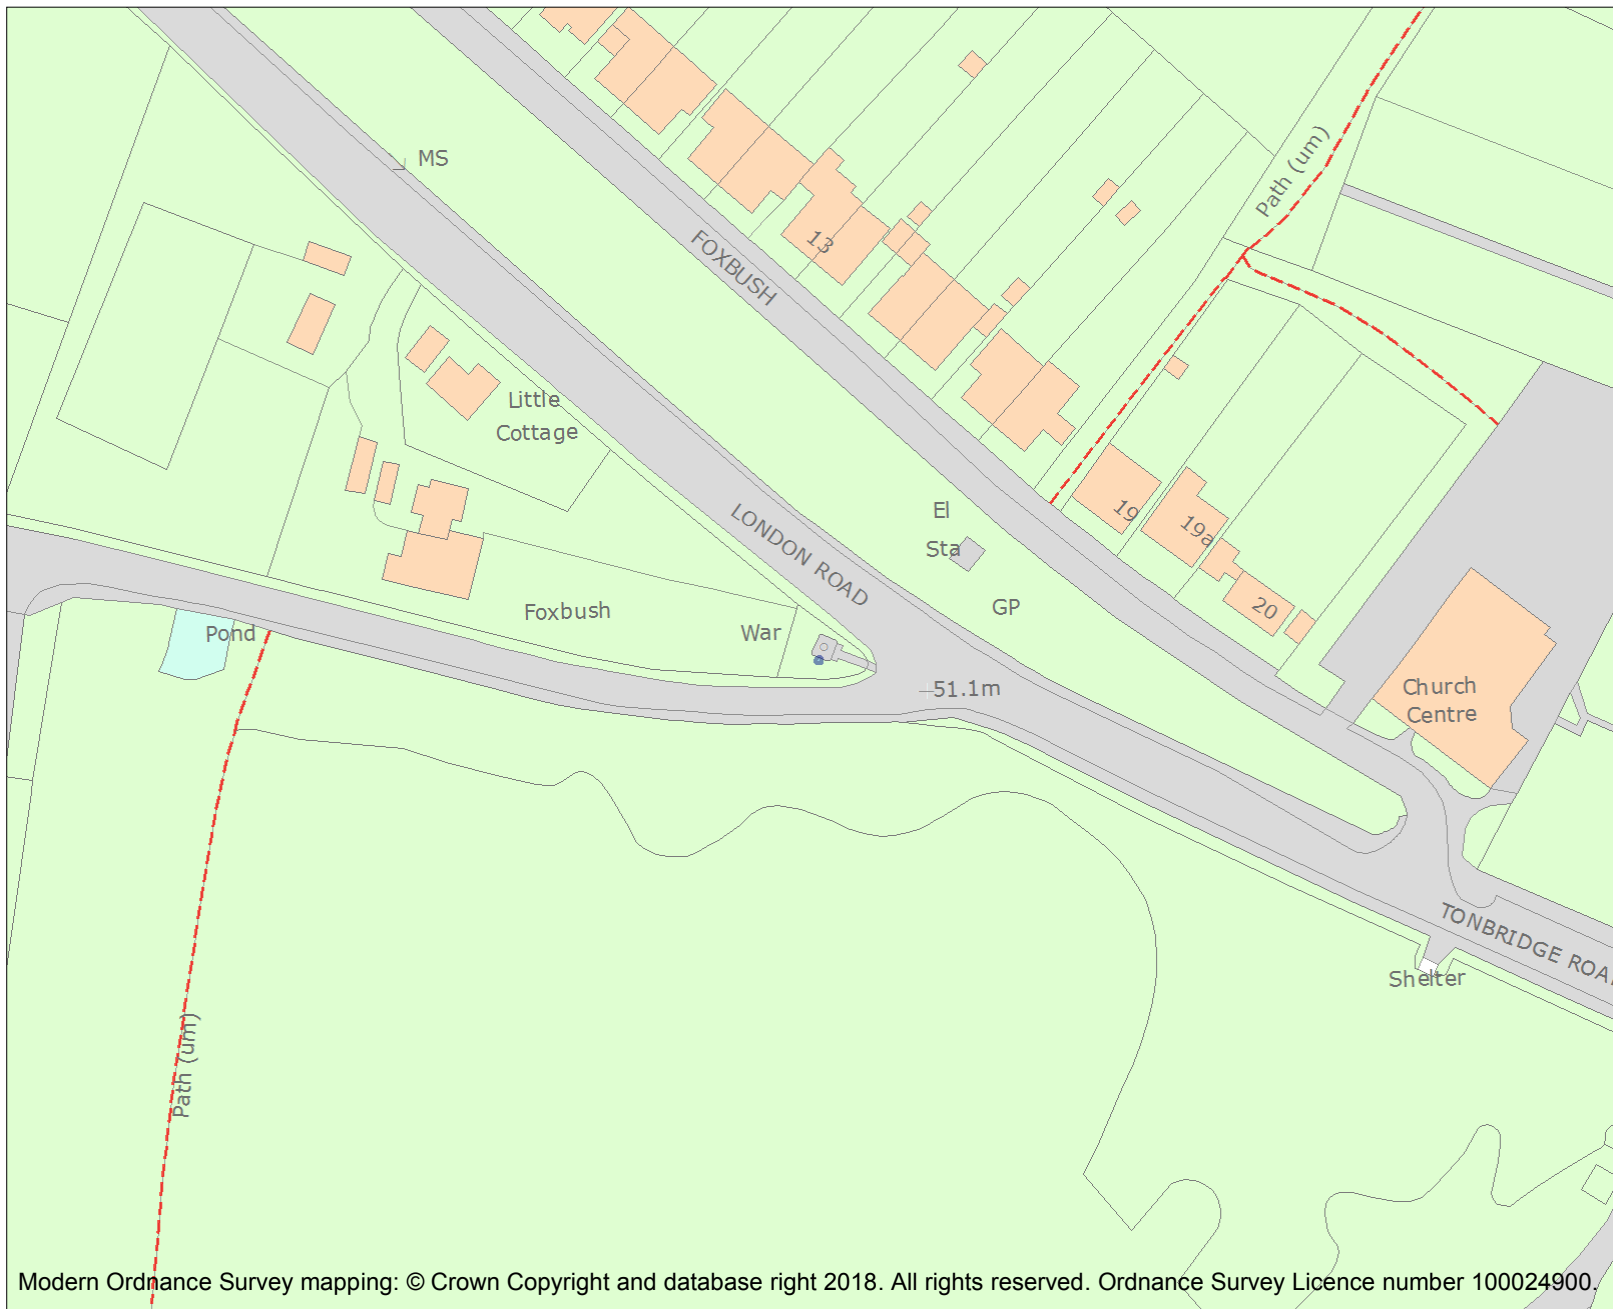 MS
Path (um)
13
FOXBUSH
Little
Cottage
El
Sta
LONDON ROAD
19
19a
GP
20
Foxbush
War
Pond
51.1m
Church
Centre
TONBRIDGE ROA
Shelter
Path (um)
Modern Ordnance Survey mapping: © Crown Copyright and database right 2018. All rights reserved. Ordnance Survey Licence number 100024900.